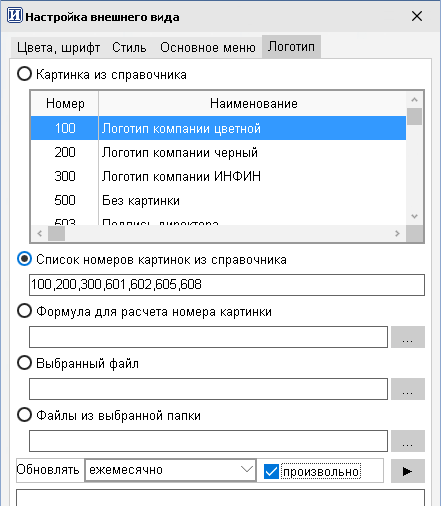 Настройка внешнего вида
Цвета, шрифт Стиль Основное меню Логотип
Картинка из справочника
Номер Наименование
100 Логотип компании цветной
200 Логотип компании черный
300 Логотип компании ИНФИН
500 Без картинки
503 Подпись директора
Список номеров картинок из справочника
100,200,300,601,602,605,608
Формула для расчета номера картинки
...
Выбранный файл
...
Файлы из выбранной папки
...
Обновлять ежемесячно произвольно